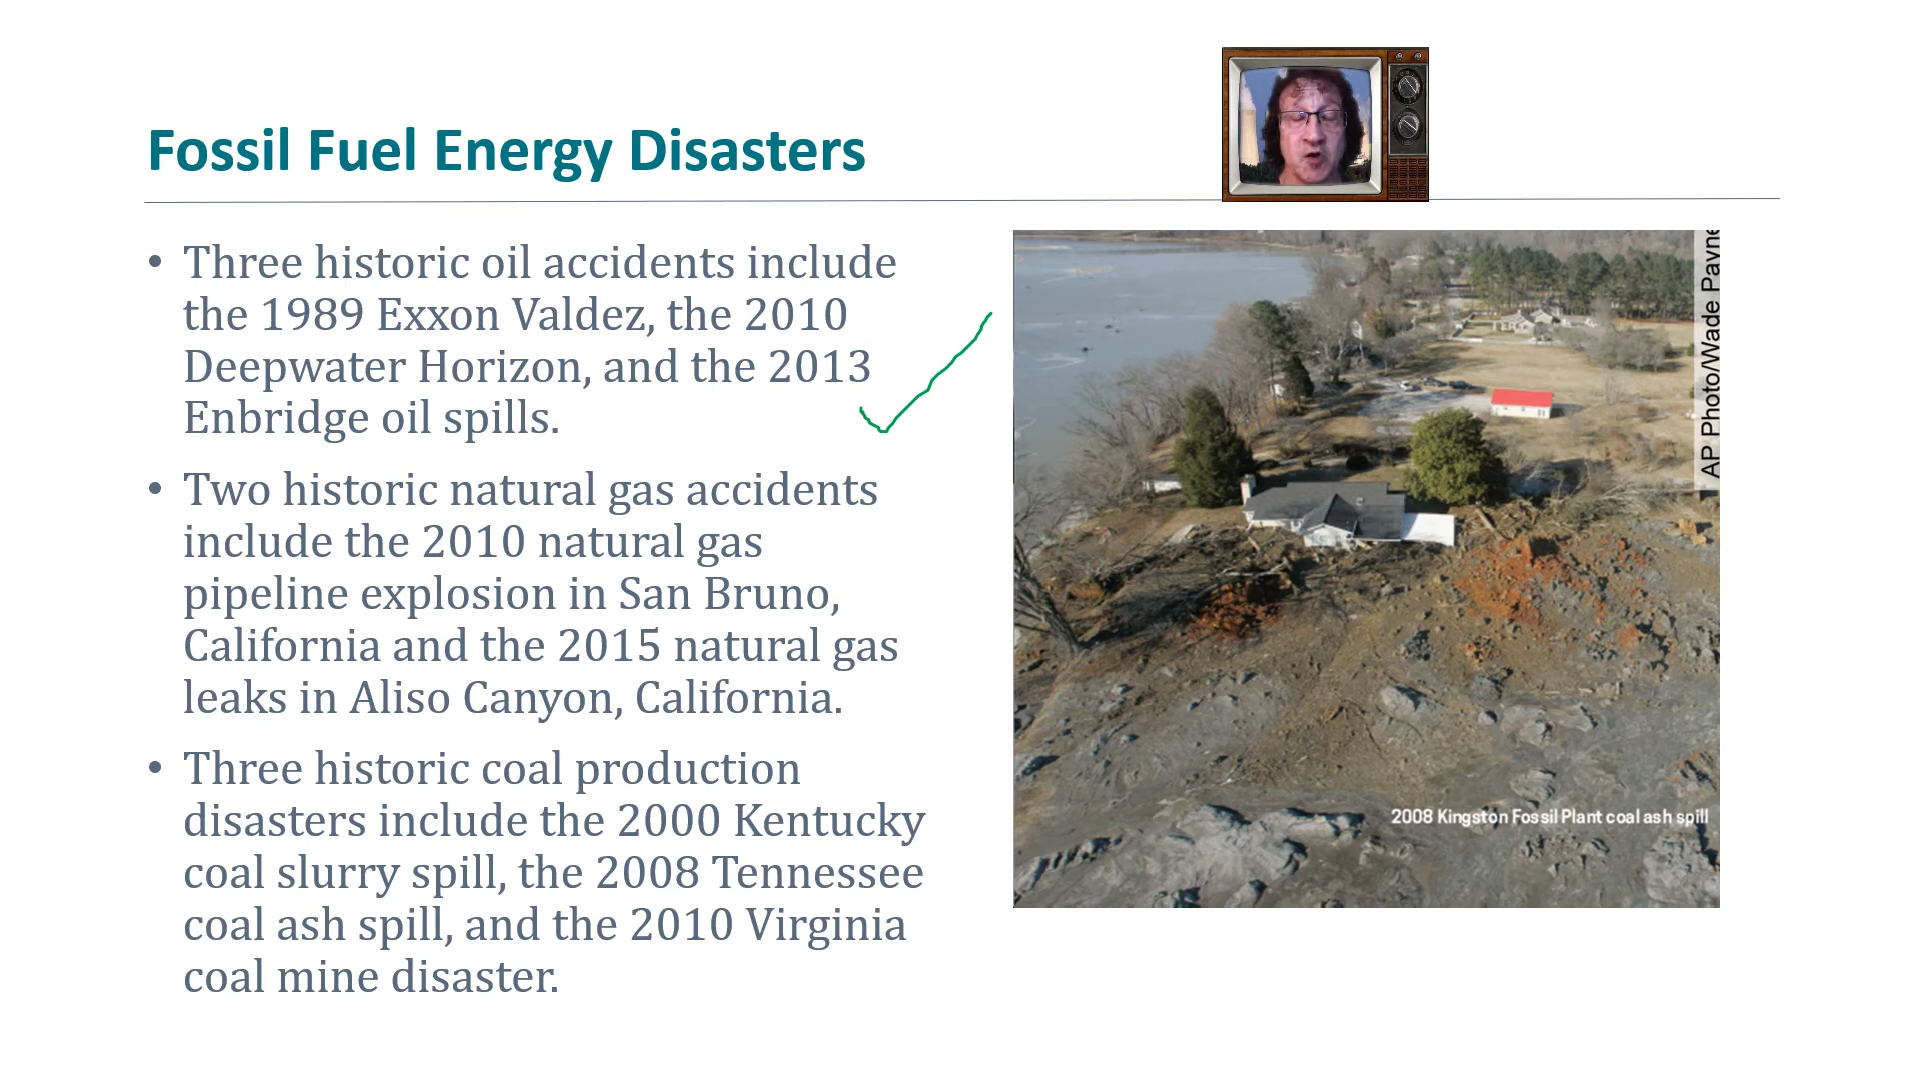 Fossil Fuel Energy Disasters
• Three historic oil accidents include
the 1989 Exxon Valdez, the 2010
Deepwater Horizon, and the 2013
Enbridge oil spills.
• Two historic natural gas accidents
include the 2010 natural gas
pipeline explosion in San Bruno,
California and the 2015 natural gas
leaks in Aliso Canyon, California.
• Three historic coal production
disasters include the 2000 Kentucky
coal slurry spill, the 2008 Tennessee
coal ash spill, and the 2010 Virginia
coal mine disaster.
AP Photo/Wade Payne
2008 Kingston Fossil Plant coal ash spill